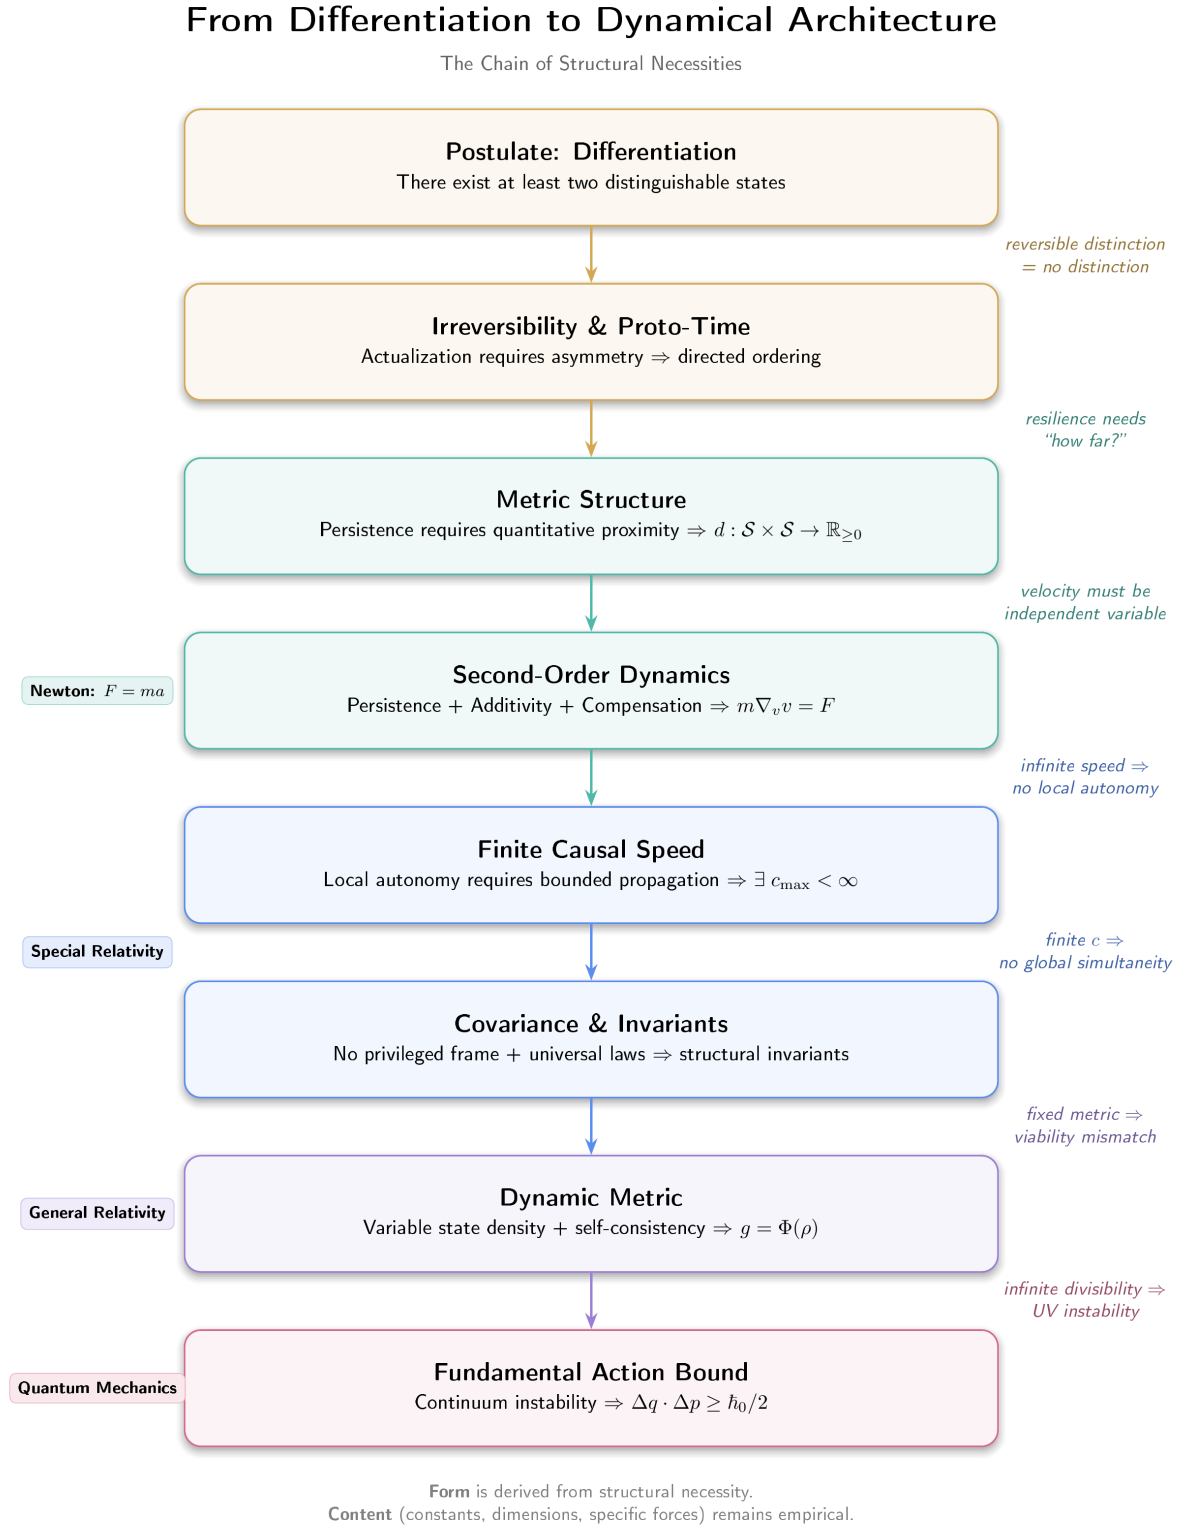 From Differentiation to Dynamical Architecture
The Chain of Structural Necessities
Postulate: Differentiation
There exist at least two distinguishable states
reversible distinction
= no distinction
Irreversibility & Proto-Time
Actualization requires asymmetry ⇒ directed ordering
resilience needs
“how far?”
Metric Structure
Persistence requires quantitative proximity ⇒ d : 𝒮 × 𝒮 → ℝ≥0
velocity must be
independent variable
Newton: F = ma
Second-Order Dynamics
Persistence + Additivity + Compensation ⇒ m∇ᵥv = F
infinite speed ⇒
no local autonomy
Finite Causal Speed
Local autonomy requires bounded propagation ⇒ ∃ c_max < ∞
Special Relativity
finite c ⇒
no global simultaneity
Covariance & Invariants
No privileged frame + universal laws ⇒ structural invariants
fixed metric ⇒
viability mismatch
General Relativity
Dynamic Metric
Variable state density + self-consistency ⇒ g = Φ(ρ)
infinite divisibility ⇒
UV instability
Quantum Mechanics
Fundamental Action Bound
Continuum instability ⇒ Δq · Δp ≥ ℏ₀/2
Form is derived from structural necessity.
Content (constants, dimensions, specific forces) remains empirical.